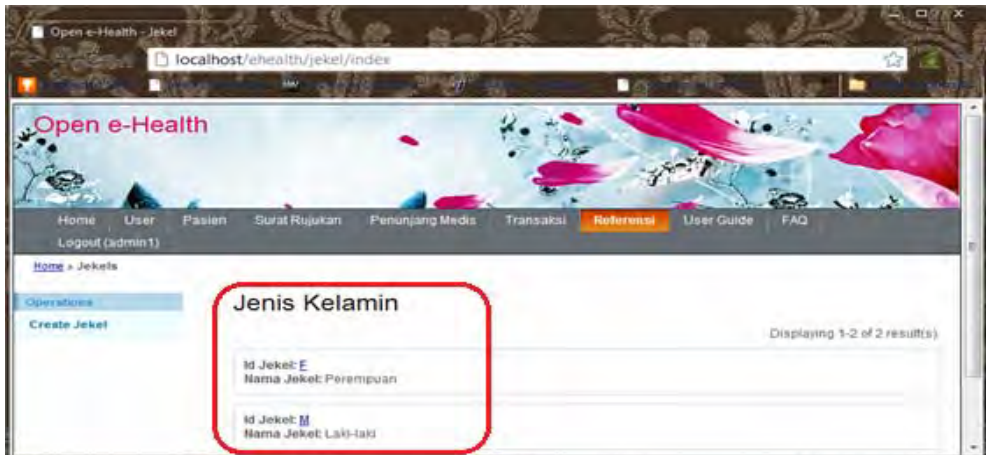 Open e-Health - Jekel
localhost/ehealth/jekel/index
Open e-Health
Home User Pasien Surat Rujukan Penunjang Medis Transaksi Referensi User Guide FAQ
Logout (admin1)
Home » Jekels
Operations
Create Jekel
Jenis Kelamin
Displaying 1-2 of 2 result(s).
Id Jekel: F
Nama Jekel: Perempuan
Id Jekel: M
Nama Jekel: Laki-laki